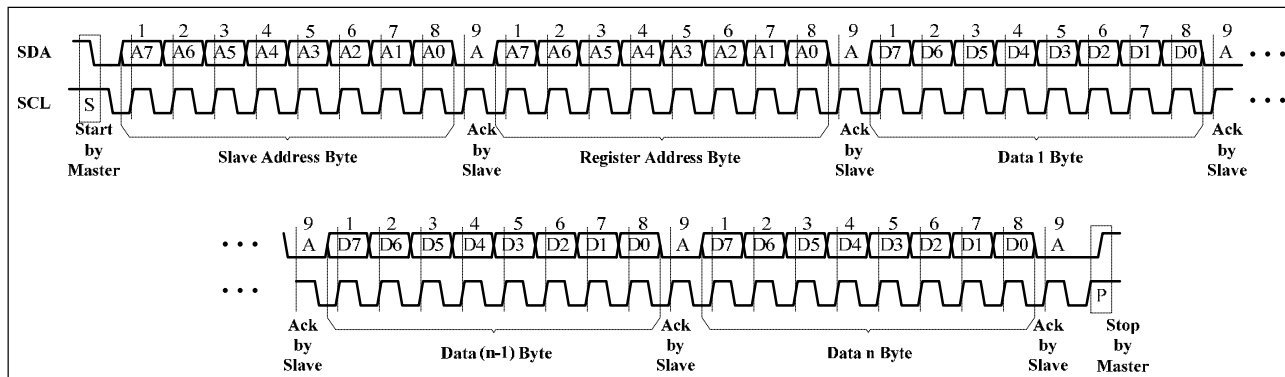 1 2 3 4 5 6 7 8 9 1 2 3 4 5 6 7 8 9 1 2 3 4 5 6 7 8 9
SDA A7 A6 A5 A4 A3 A2 A1 A0 A A7 A6 A5 A4 A3 A2 A1 A0 A D7 D6 D5 D4 D3 D2 D1 D0 A • • •
SCL S • • •
Start by Master
Slave Address Byte
Ack by Slave
Register Address Byte
Ack by Slave
Data 1 Byte
Ack by Slave
9 1 2 3 4 5 6 7 8 9 1 2 3 4 5 6 7 8 9
• • • A D7 D6 D5 D4 D3 D2 D1 D0 A D7 D6 D5 D4 D3 D2 D1 D0 A
• • • P
Ack by Slave
Data (n-1) Byte
Ack by Slave
Data n Byte
Ack by Slave
Stop by Master